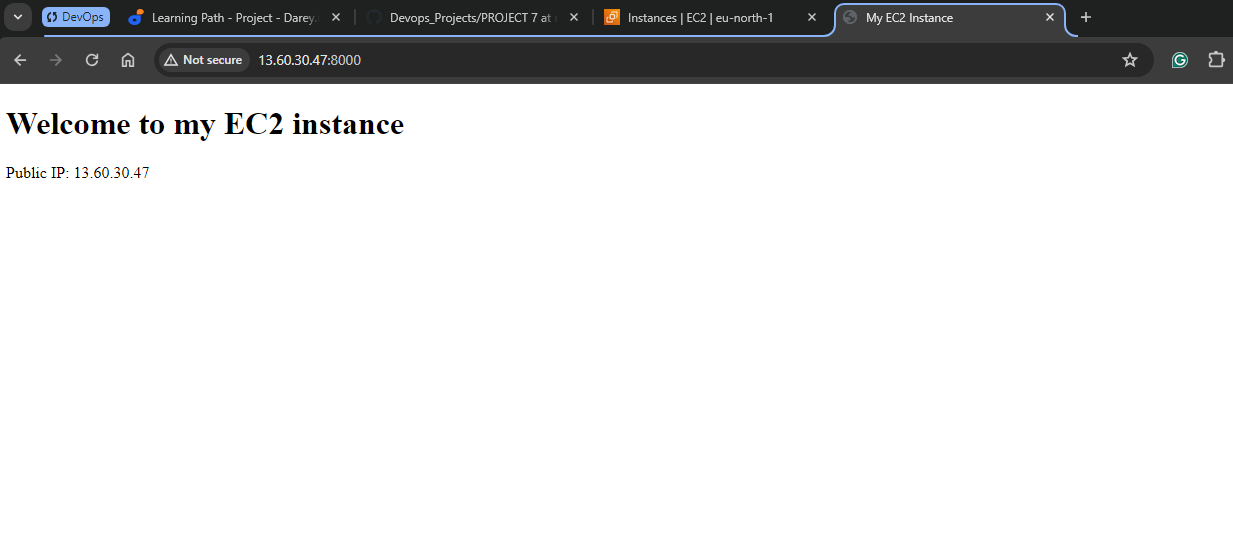 DevOps
Learning Path - Project - Darey.
Devops_Projects/PROJECT 7 at
Instances | EC2 | eu-north-1
My EC2 Instance
Not secure
13.60.30.47:8000
Welcome to my EC2 instance
Public IP: 13.60.30.47